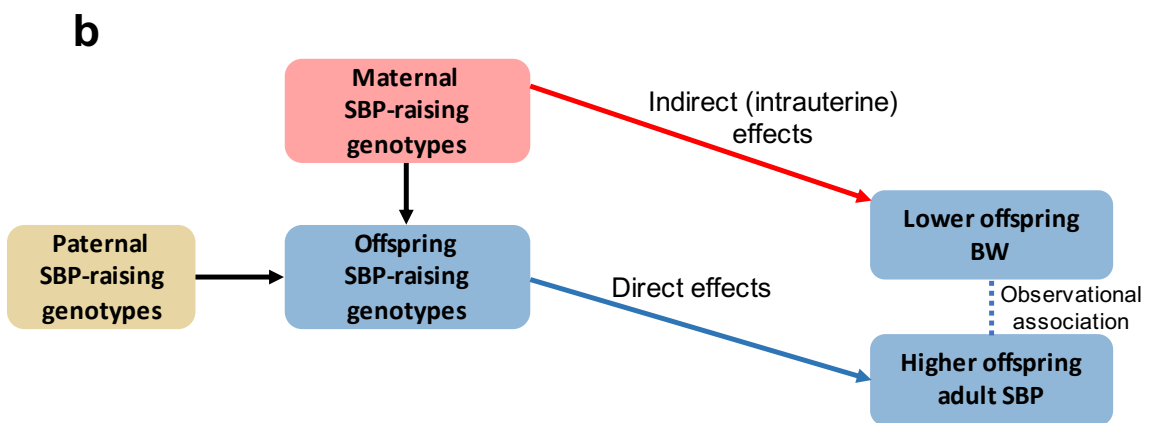 b
Maternal
SBP-raising
genotypes
Indirect (intrauterine)
effects
Paternal
SBP-raising
genotypes
Offspring
SBP-raising
genotypes
Direct effects
Lower offspring
BW
Observational
association
Higher offspring
adult SBP